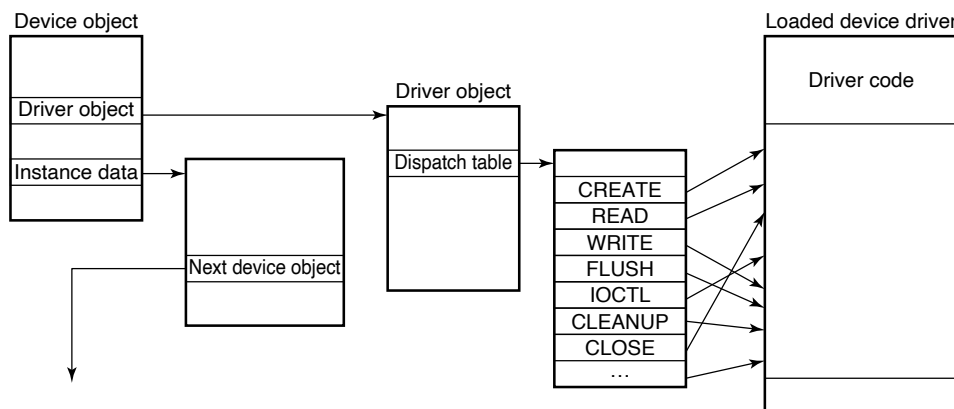 Device object
Driver object
Instance data
Next device object
Driver object
Dispatch table
CREATE
READ
WRITE
FLUSH
IOCTL
CLEANUP
CLOSE
...
Loaded device driver
Driver code